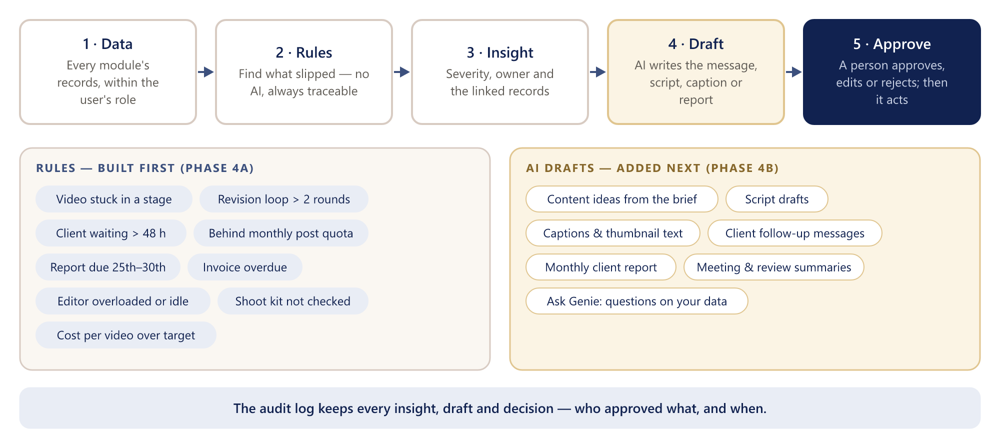 1 · Data
Every module's
records, within the
user's role
2 · Rules
Find what slipped — no
AI, always traceable
3 · Insight
Severity, owner and
the linked records
4 · Draft
AI writes the message,
script, caption or
report
5 · Approve
A person approves,
edits or rejects; then
it acts
RULES — BUILT FIRST (PHASE 4A)
Video stuck in a stage
Revision loop > 2 rounds
Client waiting > 48 h
Behind monthly post quota
Report due 25th–30th
Invoice overdue
Editor overloaded or idle
Shoot kit not checked
Cost per video over target
AI DRAFTS — ADDED NEXT (PHASE 4B)
Content ideas from the brief
Script drafts
Captions & thumbnail text
Client follow-up messages
Monthly client report
Meeting & review summaries
Ask Genie: questions on your data
The audit log keeps every insight, draft and decision — who approved what, and when.